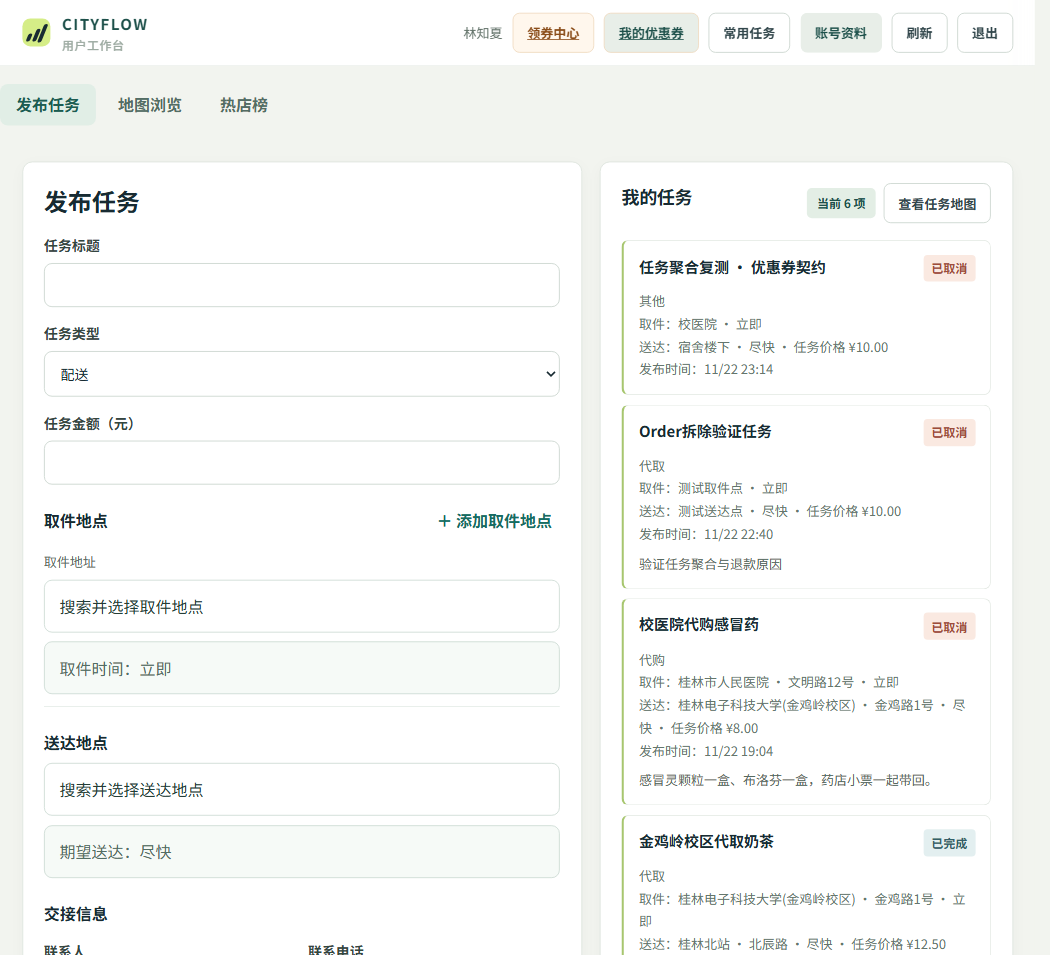 CITYFLOW
用户工作台
林知夏
领券中心
我的优惠券
常用任务
账号资料
刷新
退出
发布任务
地图浏览
热店榜
发布任务
任务标题
任务类型
配送
任务金额（元）
取件地点
＋ 添加取件地点
取件地址
搜索并选择取件地点
取件时间：立即
送达地点
搜索并选择送达地点
期望送达：尽快
交接信息
联系人
联系电话
我的任务
当前 6 项
查看任务地图
任务聚合复测 · 优惠券契约
已取消
其他
取件：校医院 · 立即
送达：宿舍楼下 · 尽快 · 任务价格 ¥10.00
发布时间：11/22 23:14
Order拆除验证任务
已取消
代取
取件：测试取件点 · 立即
送达：测试送达点 · 尽快 · 任务价格 ¥10.00
发布时间：11/22 22:40
验证任务聚合与退款原因
校医院代购感冒药
已取消
代购
取件：桂林市人民医院 · 文明路12号 · 立即
送达：桂林电子科技大学(金鸡岭校区) · 金鸡路1号 · 尽
快 · 任务价格 ¥8.00
发布时间：11/22 19:04
感冒灵颗粒一盒、布洛芬一盒，药店小票一起带回。
金鸡岭校区代取奶茶
已完成
代取
取件：桂林电子科技大学(金鸡岭校区) · 金鸡路1号 · 立
即
送达：桂林北站 · 北辰路 · 尽快 · 任务价格 ¥12.50